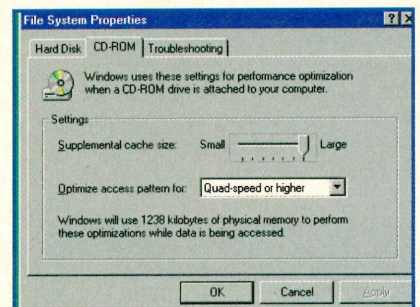 File System Properties
Hard Disk CD-ROM Troubleshooting
Windows uses these settings for performance optimization
when a CD-ROM drive is attached to your computer.
Settings
Supplemental cache size: Small Large
Optimize access pattern for: Quad-speed or higher
Windows will use 1238 kilobytes of physical memory to perform
these optimizations while data is being accessed.
OK Cancel Apply